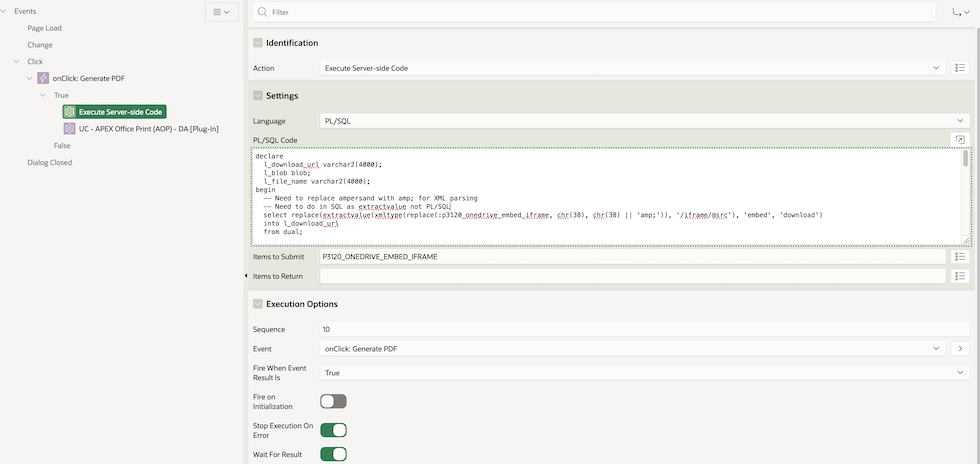 Events
Page Load
Change
Click
onClick: Generate PDF
True
Execute Server-side Code
UC - APEX Office Print (AOP) - DA [Plug-In]
False
Dialog Closed
Filter
Identification
Action Execute Server-side Code
Settings
Language PL/SQL
PL/SQL Code
declare
l_download_url varchar2(4000);
l_blob blob;
l_file_name varchar2(4000);
begin
-- Need to replace ampersand with amp; for XML parsing
-- Need to do in SQL as extractvalue not PL/SQL
select replace(extractvalue(xmltype(replace(:p3120_onedrive_embed_iframe, chr(38), chr(38) || 'amp;')), '/iframe/@src'), 'embed', 'download')
into l_download_url
from dual;
Items to Submit P3120_ONEDRIVE_EMBED_IFRAME
Items to Return
Execution Options
Sequence 10
Event onClick: Generate PDF
Fire When Event
Result Is True
Fire on
Initialization
Stop Execution On
Error
Wait For Result